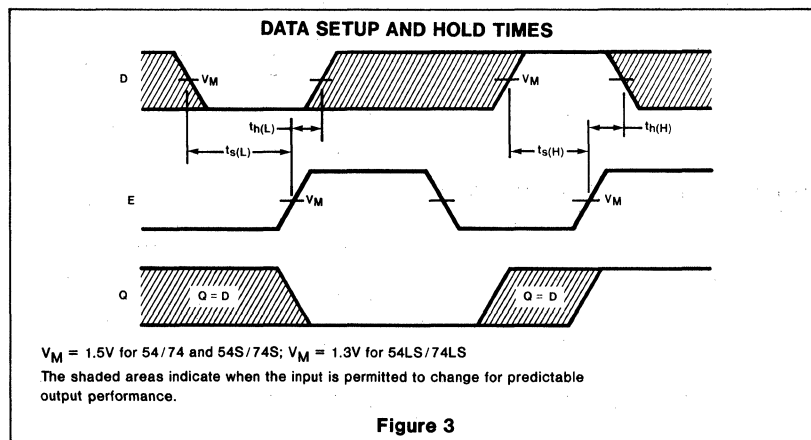 DATA SETUP AND HOLD TIMES
D
VM
VM
th(L)
th(H)
ts(L)
ts(H)
E
VM
VM
Q
Q = D
Q = D
VM = 1.5V for 54/74 and 54S/74S; VM = 1.3V for 54LS/74LS
The shaded areas indicate when the input is permitted to change for predictable
output performance.
Figure 3